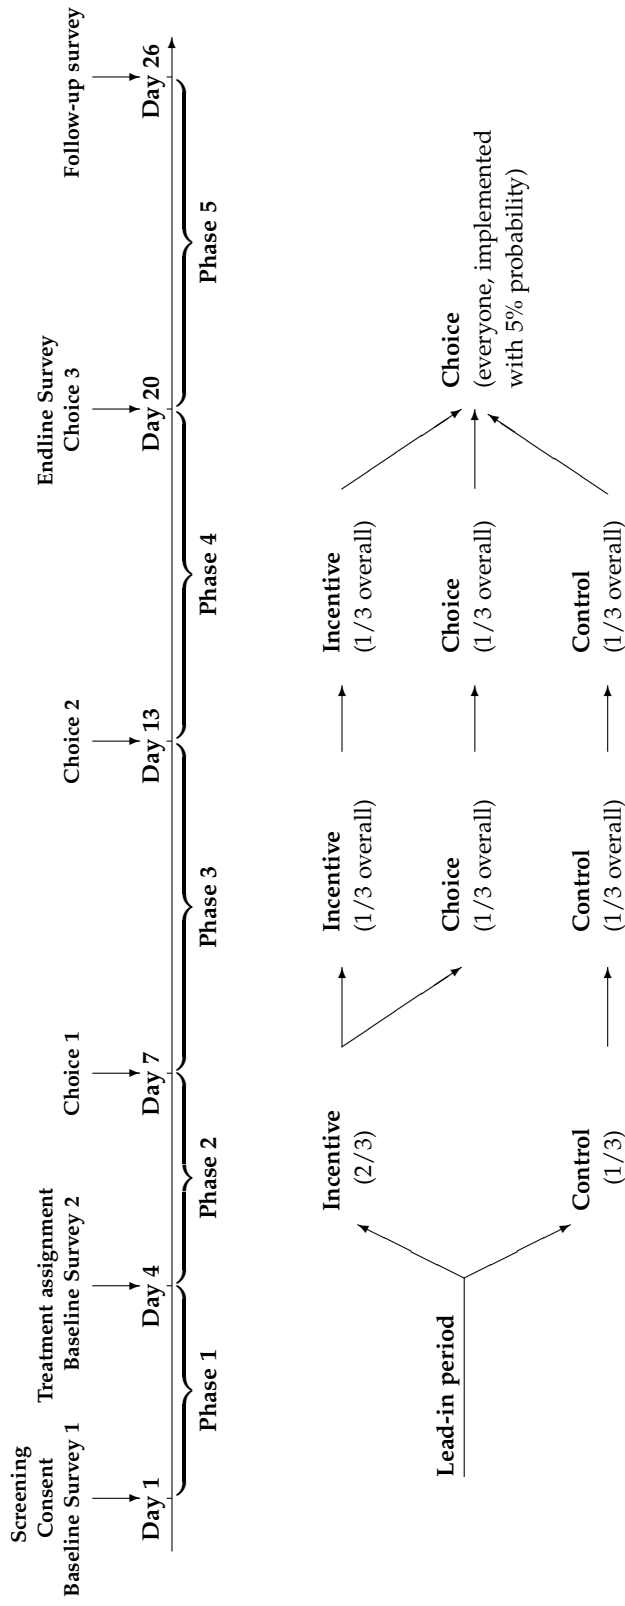 Screening
Consent
Baseline Survey 1
Treatment assignment
Baseline Survey 2
Choice 1
Choice 2
Endline Survey
Choice 3
Follow-up survey
Day 1
Day 4
Day 7
Day 13
Day 20
Day 26
Phase 1
Phase 2
Phase 3
Phase 4
Phase 5
Lead-in period
Incentive
(2/3)
Control
(1/3)
Incentive
(1/3 overall)
Choice
(1/3 overall)
Control
(1/3 overall)
Incentive
(1/3 overall)
Choice
(1/3 overall)
Control
(1/3 overall)
Choice
(everyone, implemented
with 5% probability)